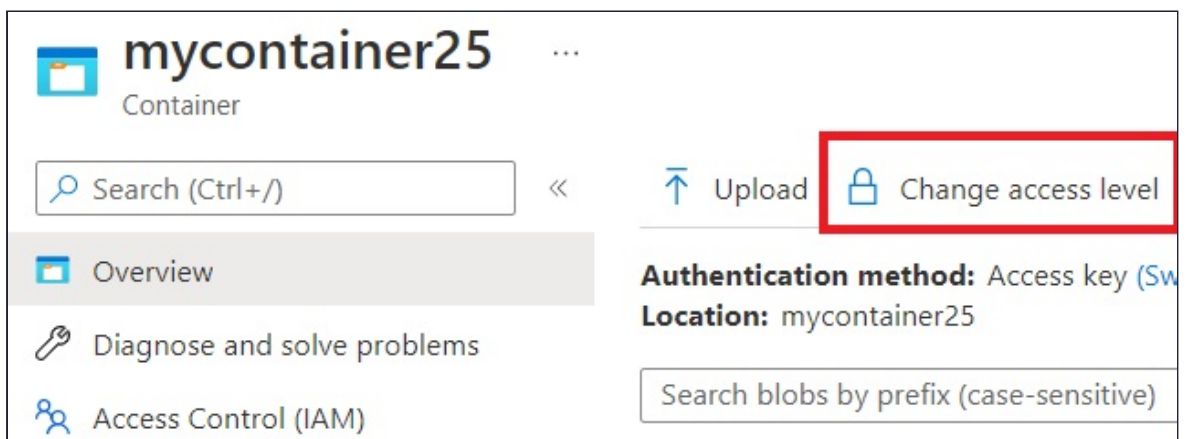 mycontainer25 ...
Container
Search (Ctrl+/)
«
Upload
Change access level
Overview
Diagnose and solve problems
Access Control (IAM)
Authentication method: Access key (Sw
Location: mycontainer25
Search blobs by prefix (case-sensitive)